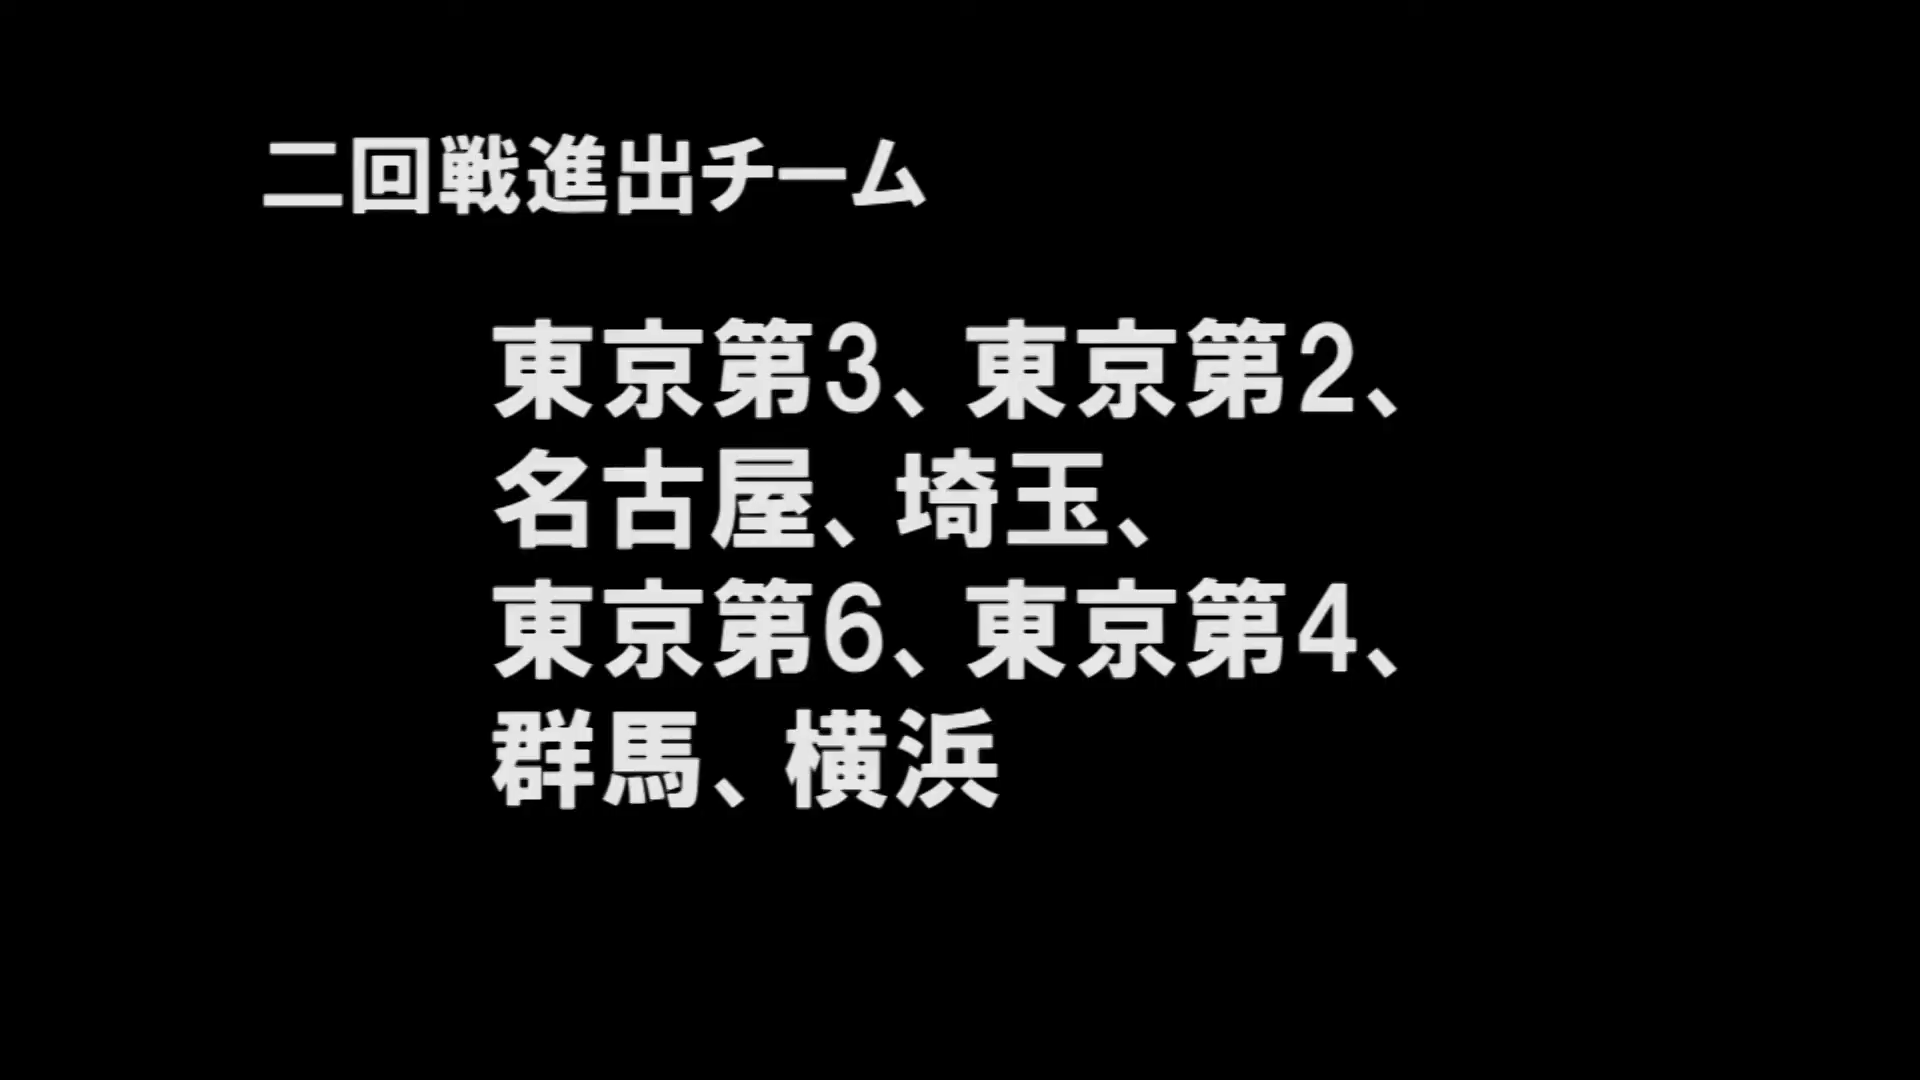 二回戦進出チーム
東京第3、東京第2、
名古屋、埼玉、
東京第6、東京第4、
群馬、横浜